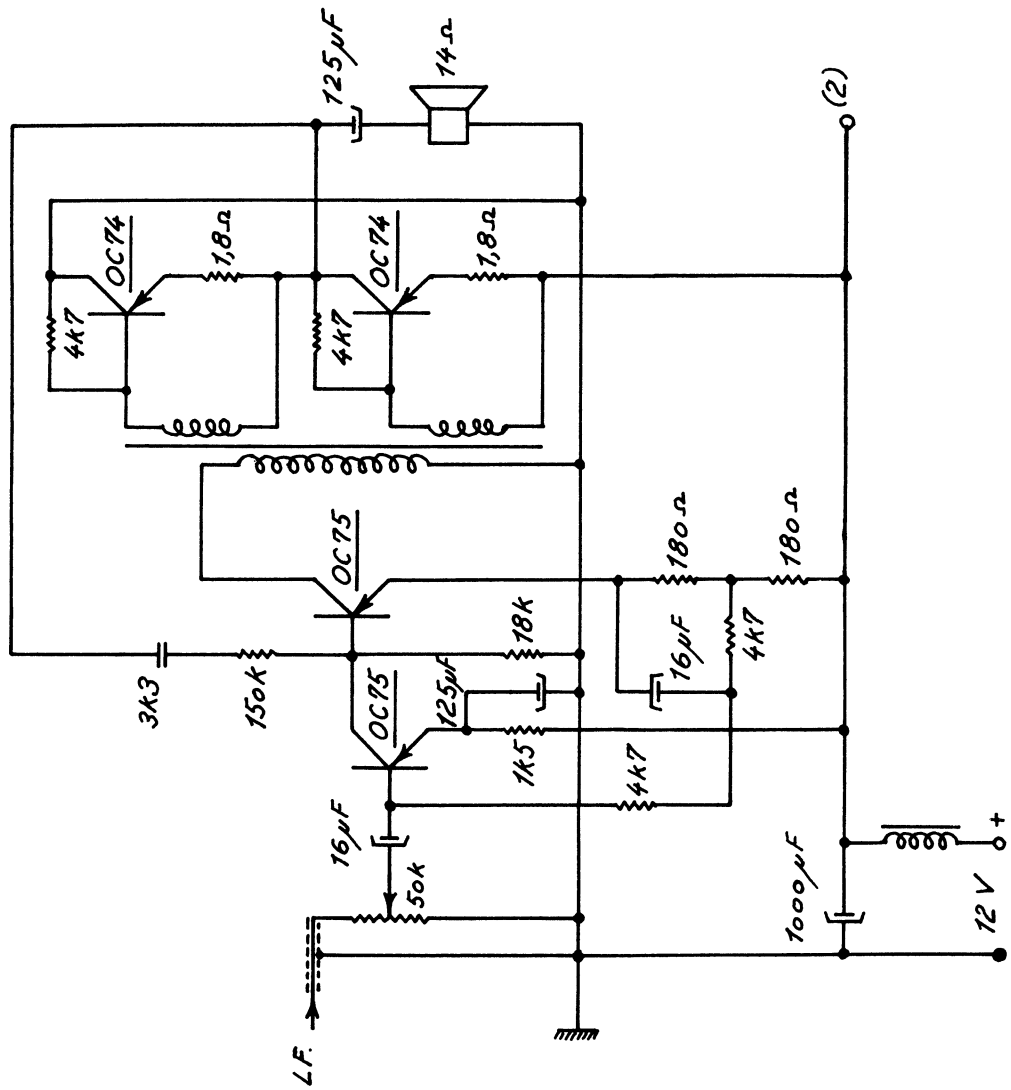 L.F.
50k
16µF
OC75
125µF
1k5
4k7
3k3
150k
18k
OC75
16µF
4k7
180Ω
180Ω
4k7
OC74
1,8Ω
4k7
OC74
1,8Ω
125µF
14Ω
(2)
1000µF
12 V
+